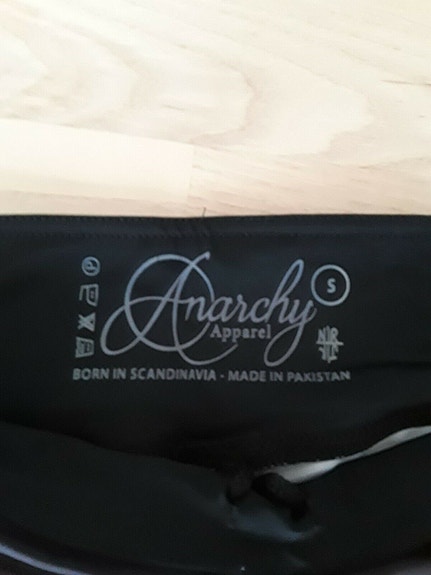 Anarchy
Apparel
S
BORN IN SCANDINAVIA - MADE IN PAKISTAN
P